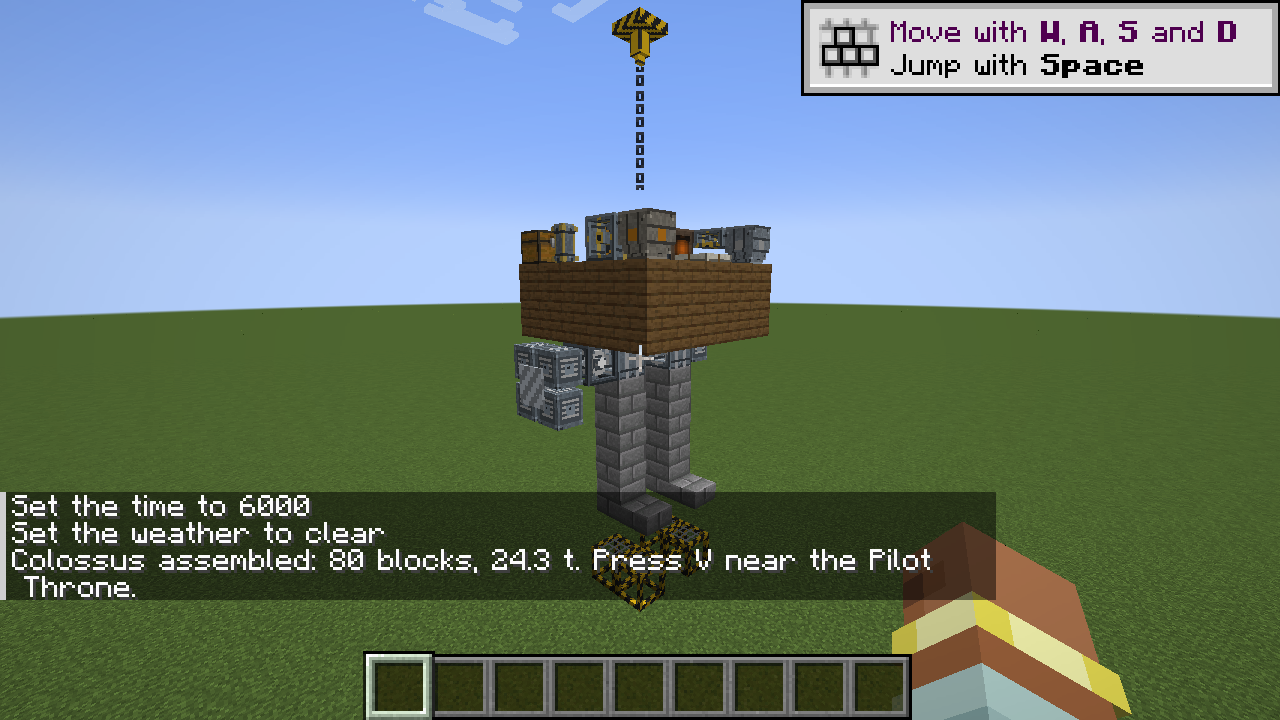 Move with W, A, S and D
Jump with Space
Set the time to 6000
Set the weather to clear
Colossus assembled: 80 blocks, 24.3 t. Press V near the Pilot
Throne.